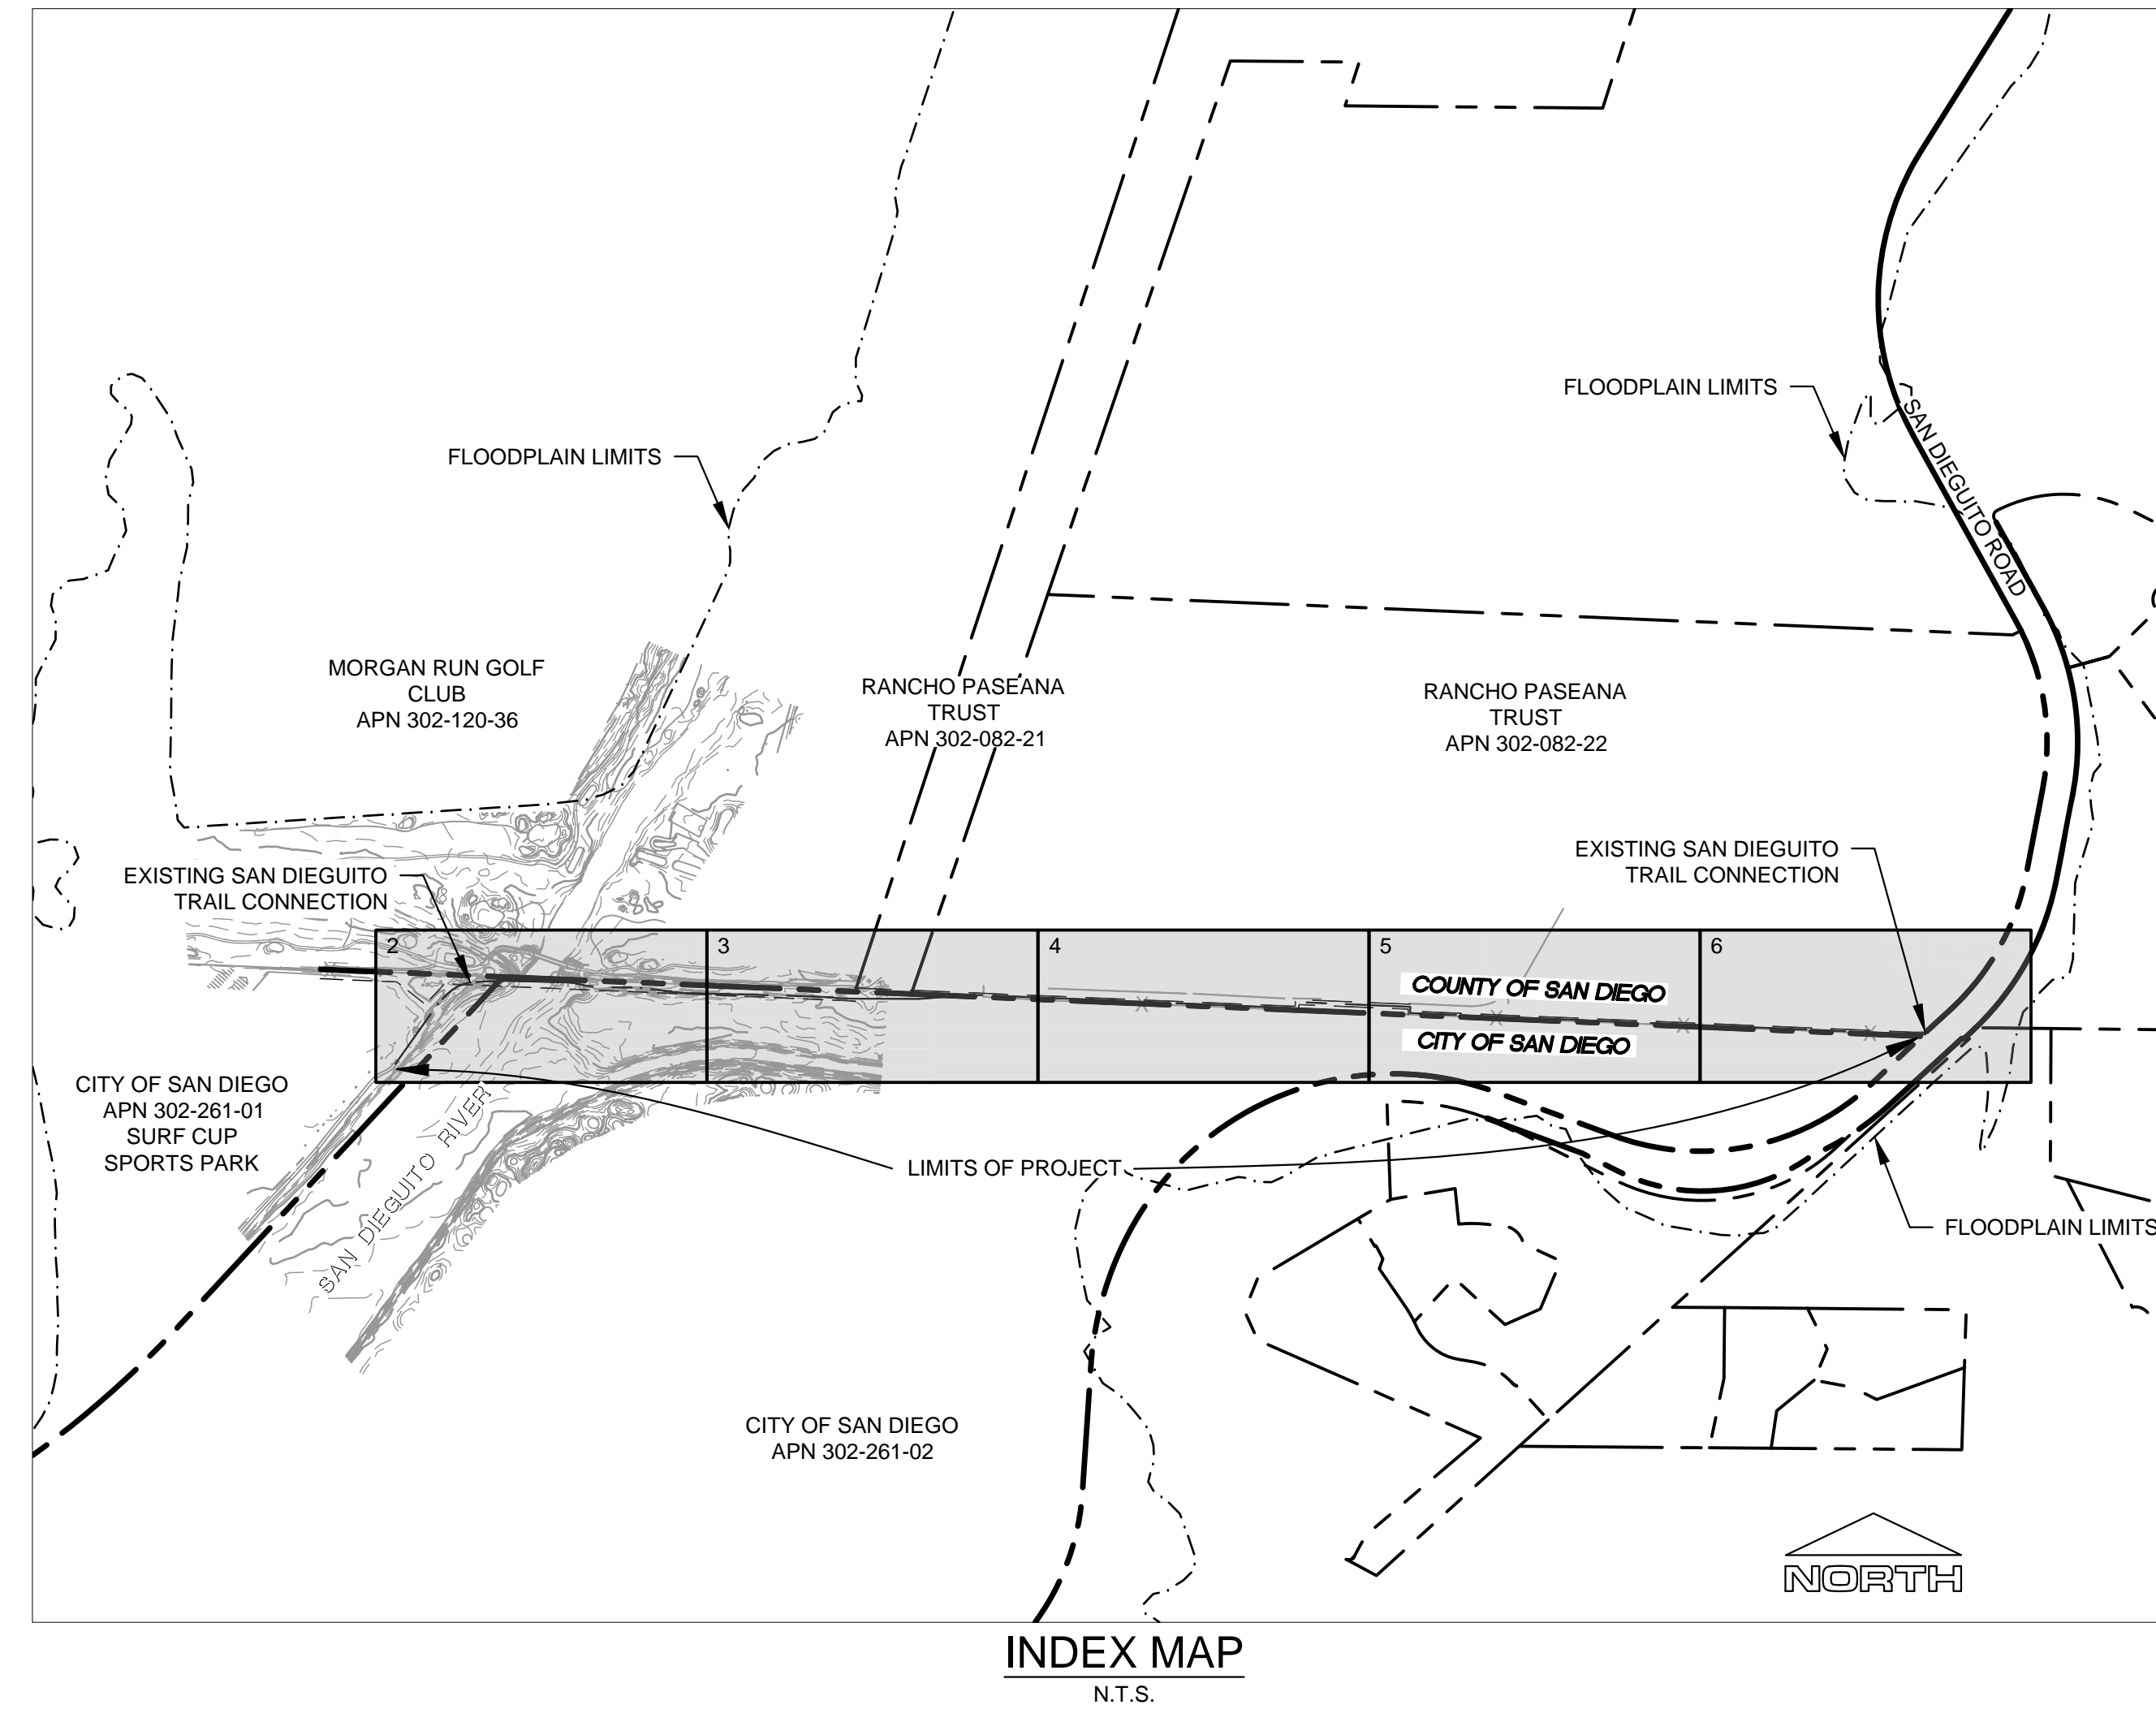 FLOODPLAIN LIMITS
SAN DIEGUITO ROAD
FLOODPLAIN LIMITS
MORGAN RUN GOLF
CLUB
APN 302-120-36
RANCHO PASEANA
TRUST
APN 302-082-21
RANCHO PASEANA
TRUST
APN 302-082-22
EXISTING SAN DIEGUITO
TRAIL CONNECTION
EXISTING SAN DIEGUITO
TRAIL CONNECTION
2
3
4
5
6
COUNTY OF SAN DIEGO
CITY OF SAN DIEGO
CITY OF SAN DIEGO
APN 302-261-01
SURF CUP
SPORTS PARK
SAN DIEGUITO RIVER
LIMITS OF PROJECT
FLOODPLAIN LIMITS
CITY OF SAN DIEGO
APN 302-261-02
NORTH
INDEX MAP
N.T.S.